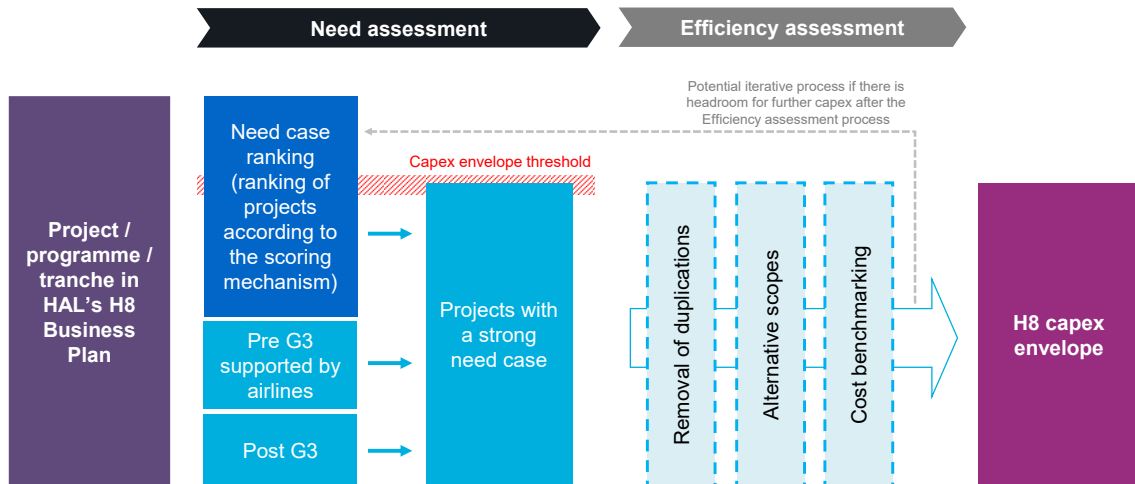 Need assessment
Efficiency assessment
Potential iterative process if there is
headroom for further capex after the
Efficiency assessment process
Project /
programme /
tranche in
HAL's H8
Business
Plan
Need case
ranking
(ranking of
projects
according to
the scoring
mechanism)
Pre G3
supported by
airlines
Post G3
Capex envelope threshold
Projects with
a strong
need case
Removal of duplications
Alternative scopes
Cost benchmarking
H8 capex
envelope